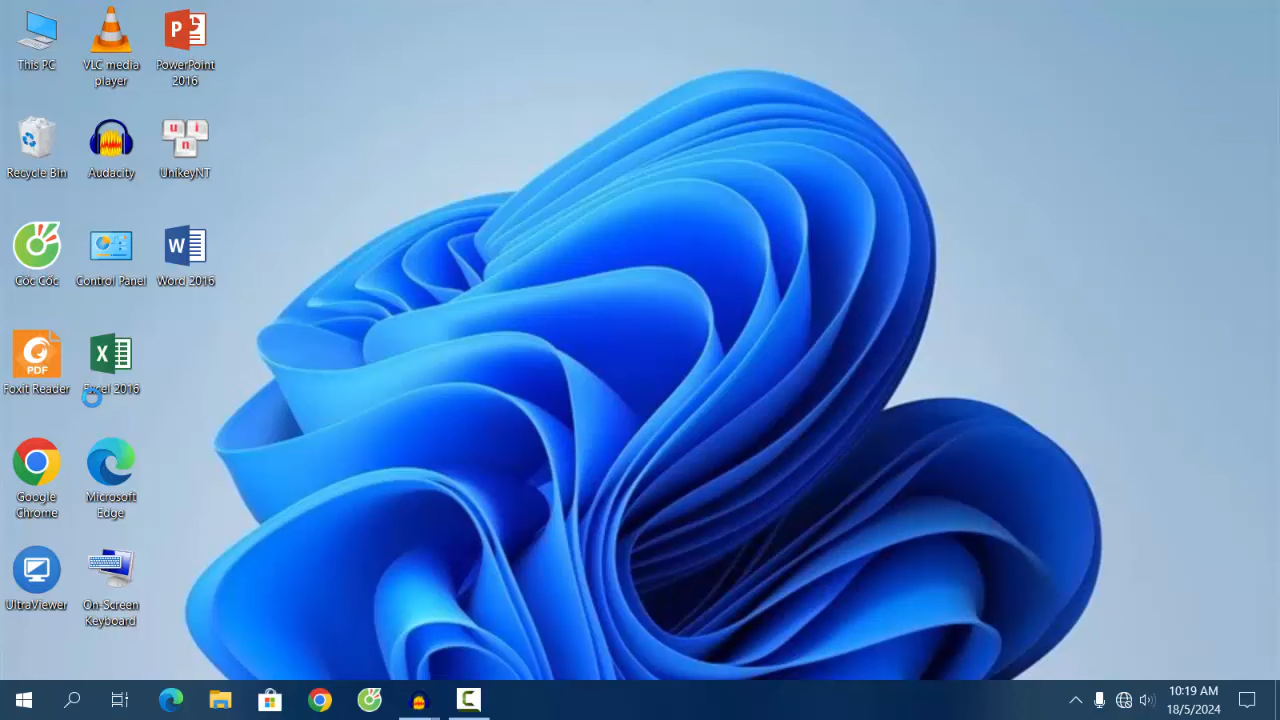 This PC
VLC media
player
PowerPoint
2016
Recycle Bin
Audacity
UnikeyNT
Cốc Cốc
Control Panel
Word 2016
Foxit Reader
Excel 2016
Google
Chrome
Microsoft
Edge
UltraViewer
On-Screen
Keyboard
10:19 AM
18/5/2024